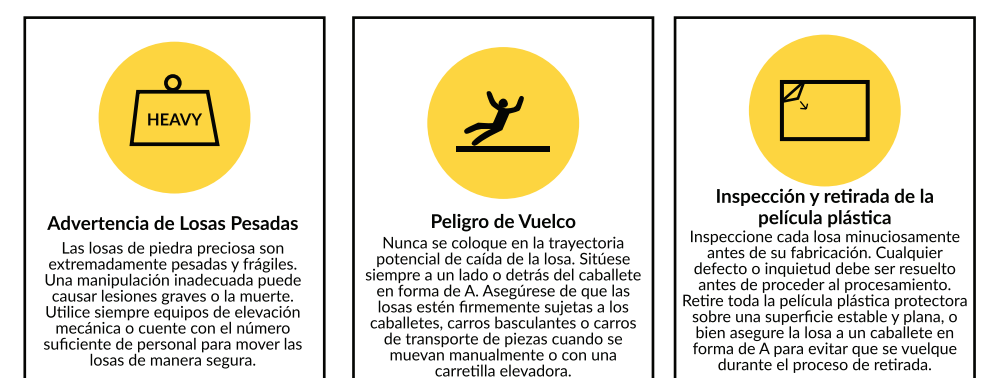 HEAVY
Advertencia de Losas Pesadas
Las losas de piedra preciosa son
extremadamente pesadas y frágiles.
Una manipulación inadecuada puede
causar lesiones graves o la muerte.
Utilice siempre equipos de elevación
mecánica o cuente con el número
suficiente de personal para mover las
losas de manera segura.
Peligro de Vuelco
Nunca se coloque en la trayectoria
potencial de caída de la losa. Sitúese
siempre a un lado o detrás del caballete
en forma de A. Asegúrese de que las
losas estén firmemente sujetas a los
caballetes, carros basculantes o carros
de transporte de piezas cuando se
muevan manualmente o con una
carretilla elevadora.
Inspección y retirada de la
película plástica
Inspeccione cada losa minuciosamente
antes de su fabricación. Cualquier
defecto o inquietud debe ser resuelto
antes de proceder al procesamiento.
Retire toda la película plástica protectora
sobre una superficie estable y plana, o
bien asegure la losa a un caballete en
forma de A para evitar que se vuelque
durante el proceso de retirada.